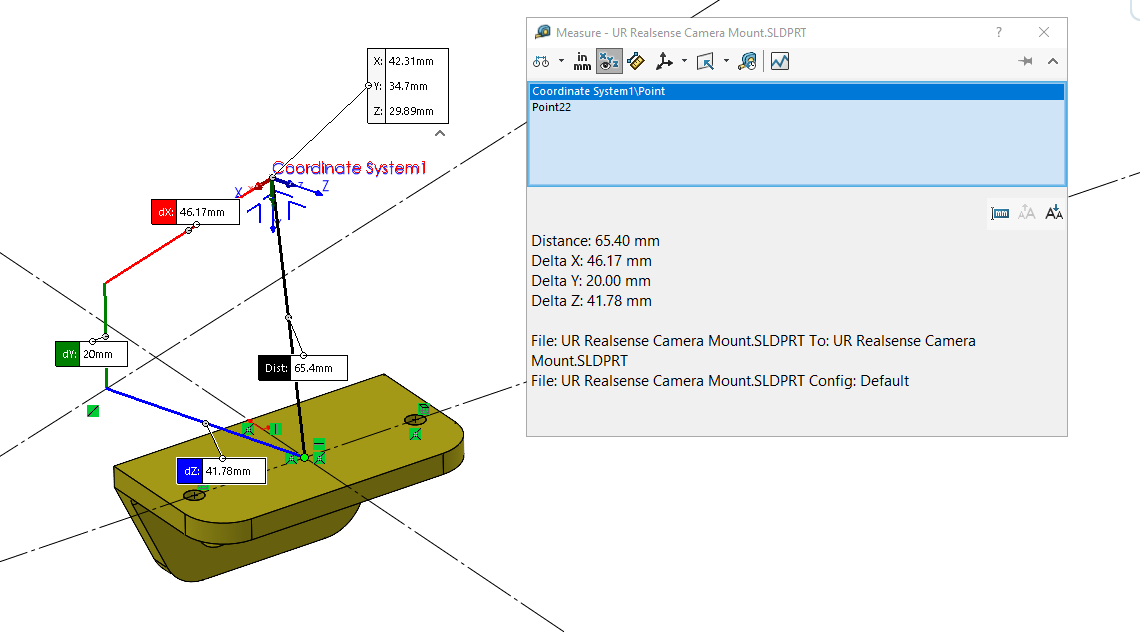 Measure - UR Realsense Camera Mount.SLDPRT
?
in
mm
Coordinate System1\Point
Point22
mm
Distance: 65.40 mm
Delta X: 46.17 mm
Delta Y: 20.00 mm
Delta Z: 41.78 mm
File: UR Realsense Camera Mount.SLDPRT To: UR Realsense Camera
Mount.SLDPRT
File: UR Realsense Camera Mount.SLDPRT Config: Default
X: 42.31mm
Y: 34.7mm
Z: 29.89mm
Coordinate System1
X
Z
dX: 46.17mm
dY: 20mm
Dist: 65.4mm
dZ: 41.78mm